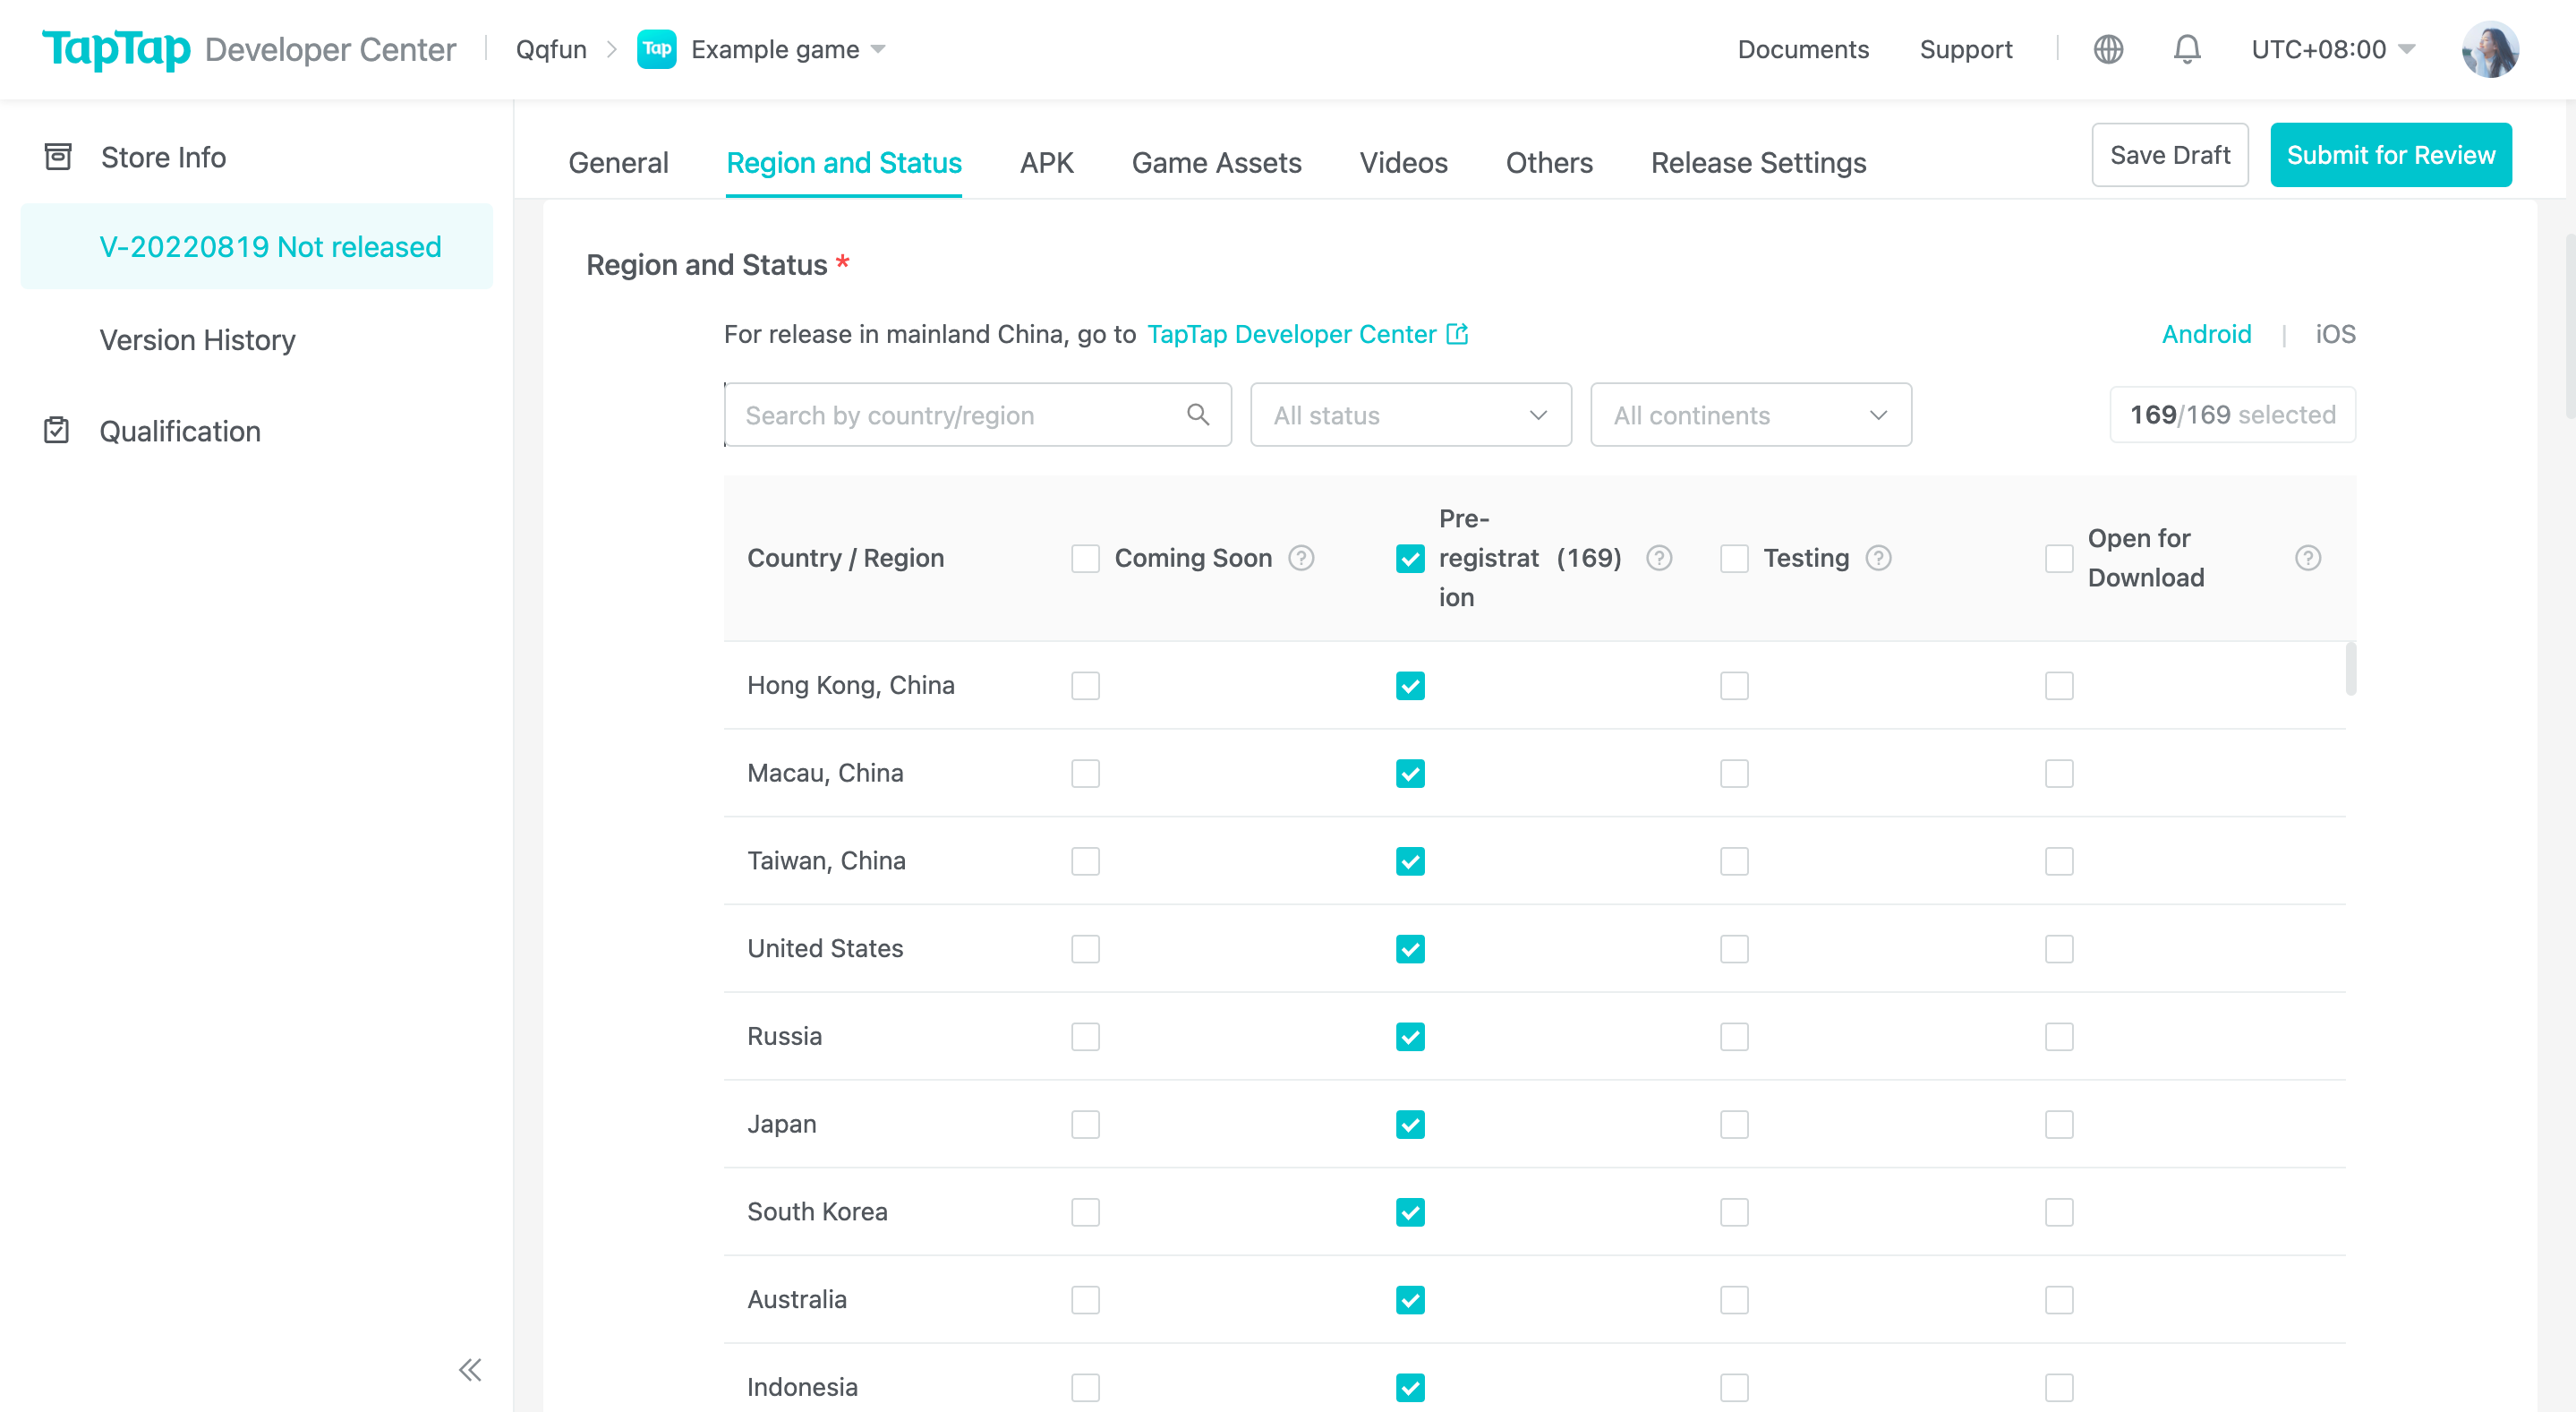 TapTap Developer Center Qqfun Tap Example game Documents Support UTC+08:00
Store Info
V-20220819 Not released
Version History
Qualification
General Region and Status APK Game Assets Videos Others Release Settings Save Draft Submit for Review
Region and Status *
For release in mainland China, go to TapTap Developer Center Android | iOS
Search by country/region All status All continents 169/169 selected
Country / Region Coming Soon ? Pre-
registrat
ion (169) ? Testing ? Open for
Download ?
Hong Kong, China
Macau, China
Taiwan, China
United States
Russia
Japan
South Korea
Australia
Indonesia